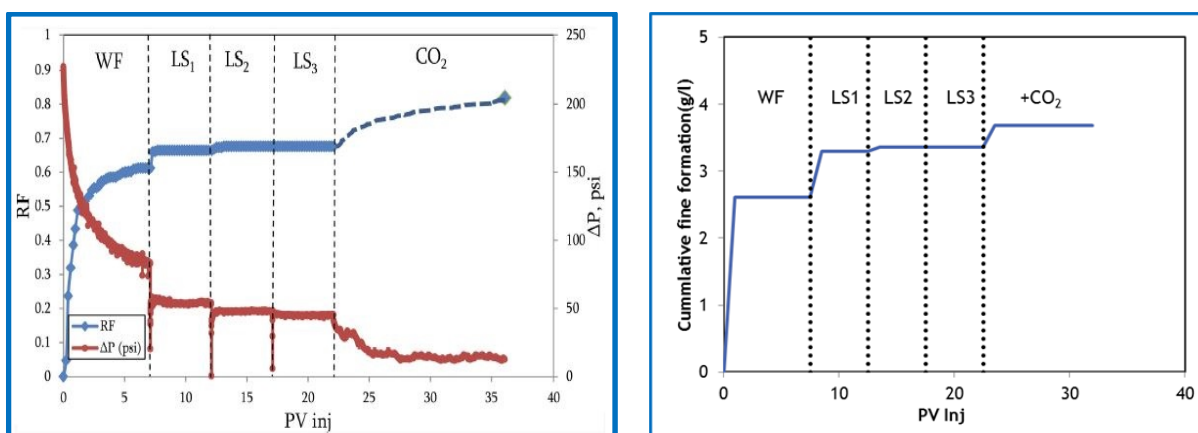 WF
LS1
LS2
LS3
CO2
1
0.9
0.8
0.7
0.6
0.5
0.4
0.3
0.2
0.1
0
RF
250
200
150
100
50
0
ΔP, psi
RF
ΔP (psi)
0 5 10 15 20 25 30 35 40
PV inj
5
4
3
2
1
0
Cummlative fine formation(g/l)
WF
LS1
LS2
LS3
+CO2
0 10 20 30 40
PV Inj